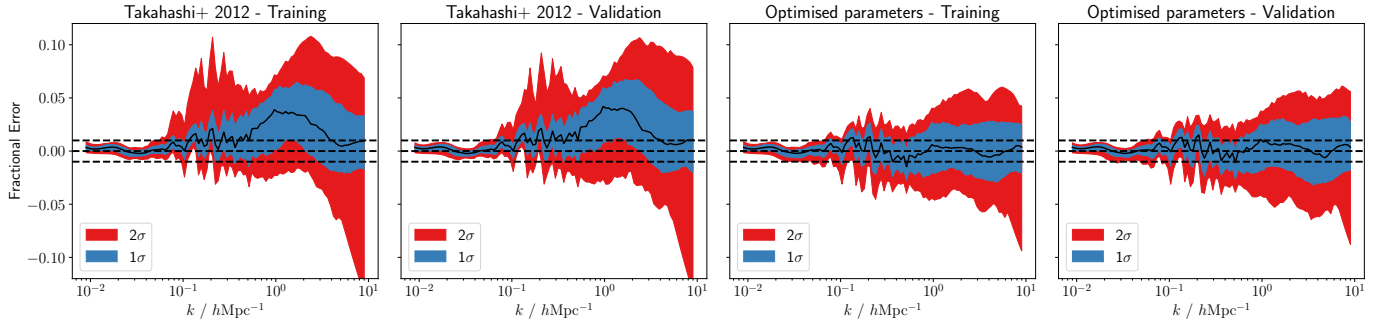 Takahashi+ 2012 - Training
Takahashi+ 2012 - Validation
Optimised parameters - Training
Optimised parameters - Validation
Fractional Error
0.10
0.05
0.00
−0.05
−0.10
2σ
1σ
2σ
1σ
2σ
1σ
2σ
1σ
10⁻² 10⁻¹ 10⁰ 10¹
10⁻² 10⁻¹ 10⁰ 10¹
10⁻² 10⁻¹ 10⁰ 10¹
10⁻² 10⁻¹ 10⁰ 10¹
k / hMpc⁻¹
k / hMpc⁻¹
k / hMpc⁻¹
k / hMpc⁻¹